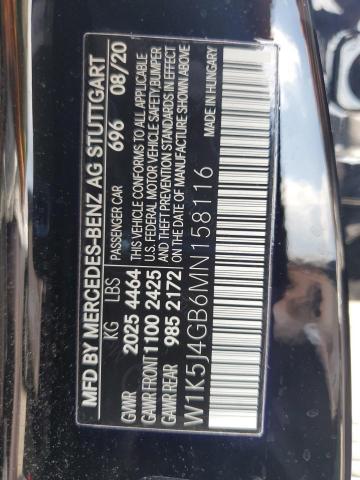 MFD BY MERCEDES-BENZ AG STUTTGART
PASSENGER CAR 696 08/20
KG LBS
GVWR 2025 4464
GAWR FRONT 1100 2425
GAWR REAR 985 2172
THIS VEHICLE CONFORMS TO ALL APPLICABLE
U.S. FEDERAL MOTOR VEHICLE SAFETY, BUMPER
AND THEFT PREVENTION STANDARDS IN EFFECT
ON THE DATE OF MANUFACTURE SHOWN ABOVE
W1K5J4GB6MN158116
MADE IN HUNGARY